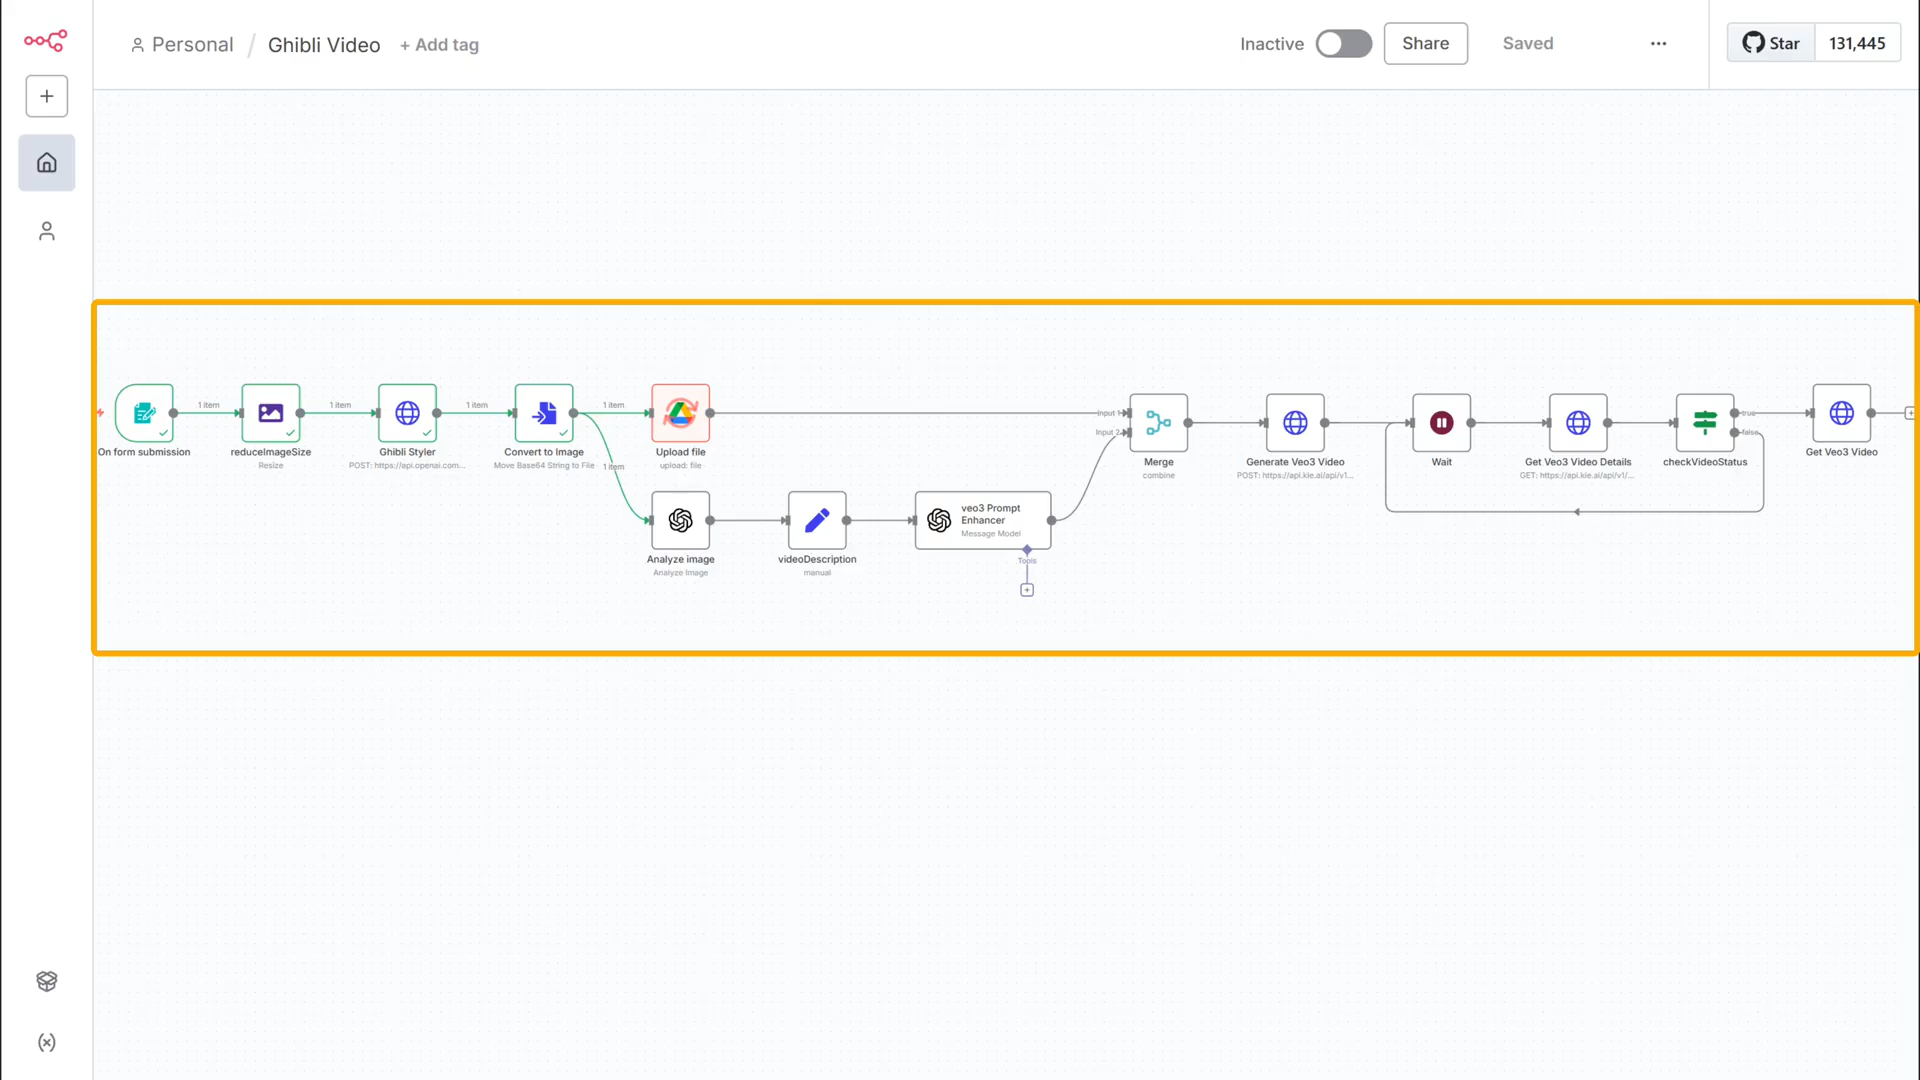 Personal / Ghibli Video + Add tag
Inactive Share Saved ... Star 131,445
1 item
1 item
1 item
1 item
1 item
On form submission
reduceImageSize
Resize
Ghibli Styler
POST: https://api.openai.com...
Convert to Image
Move Base64 String to File
Upload file
upload: file
Analyze image
Analyze Image
videoDescription
manual
veo3 Prompt
Enhancer
Message Model
Tools
Input 1
Input 2
Merge
combine
Generate Veo3 Video
POST: https://api.kie.ai/api/v1...
Wait
Get Veo3 Video Details
GET: https://api.kie.ai/api/v1/...
checkVideoStatus
true
false
Get Veo3 Video